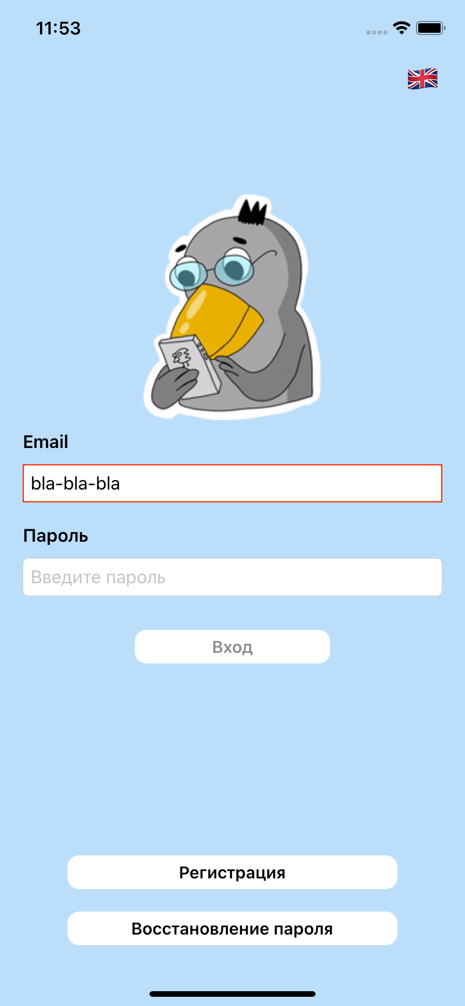 11:53
Email
bla-bla-bla
Пароль
Введите пароль
Вход
Регистрация
Восстановление пароля